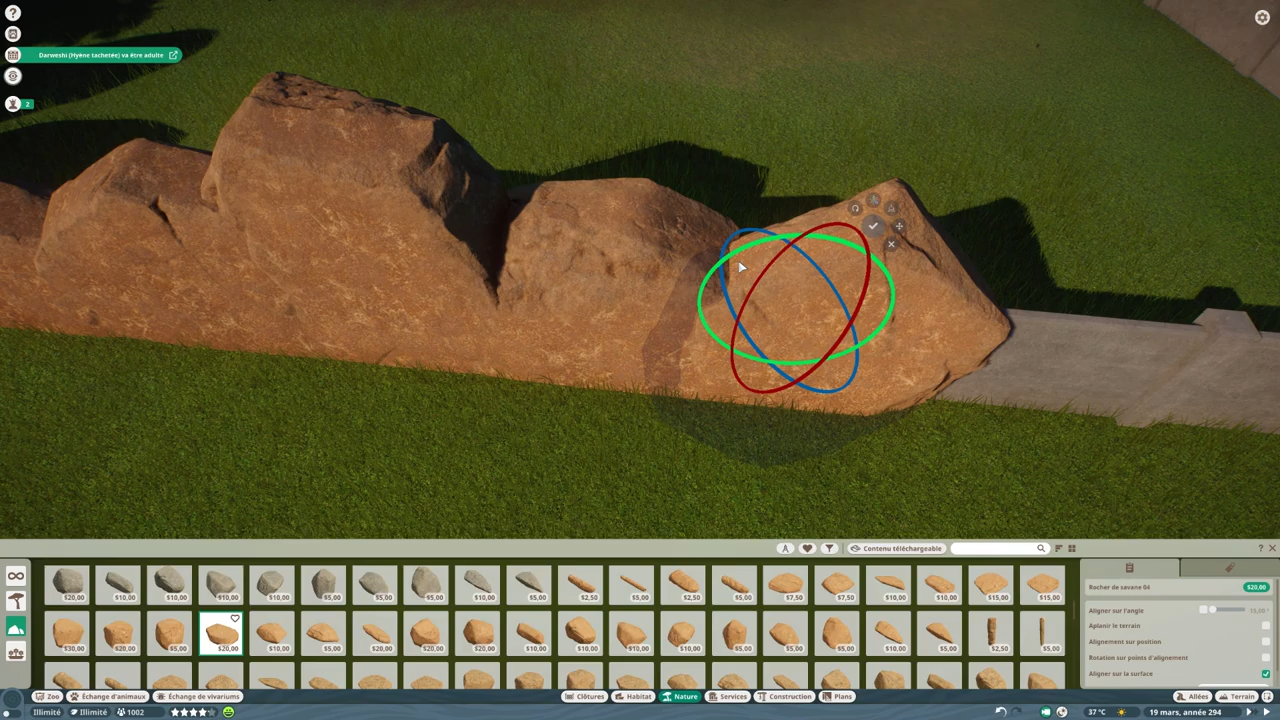 ?
Darweshi (Hyène tachetée) va être adulte
2
Contenu téléchargeable
? ×
$20,00 $10,00 $10,00 $10,00 $10,00 $5,00 $5,00 $5,00 $10,00 $5,00 $2,50 $5,00 $2,50 $5,00 $7,50 $7,50 $10,00 $10,00 $15,00 $15,00
$30,00 $20,00 $5,00 $20,00 $10,00 $5,00 $20,00 $10,00 $20,00 $10,00 $20,00 $10,00 $10,00 $5,00 $10,00 $5,00 $10,00 $5,00 $2,50 $5,00
Rocher de savane 04 $20,00
Aligner sur l'angle 15,00 °
Aplanir le terrain
Alignement sur position
Rotation sur points d'alignement
Aligner sur la surface
Zoo Échange d'animaux Échange de vivariums Clôtures Habitat Nature Services Construction Plans Allées Terrain
Illimité Illimité 1002 37 °C 19 mars, année 294